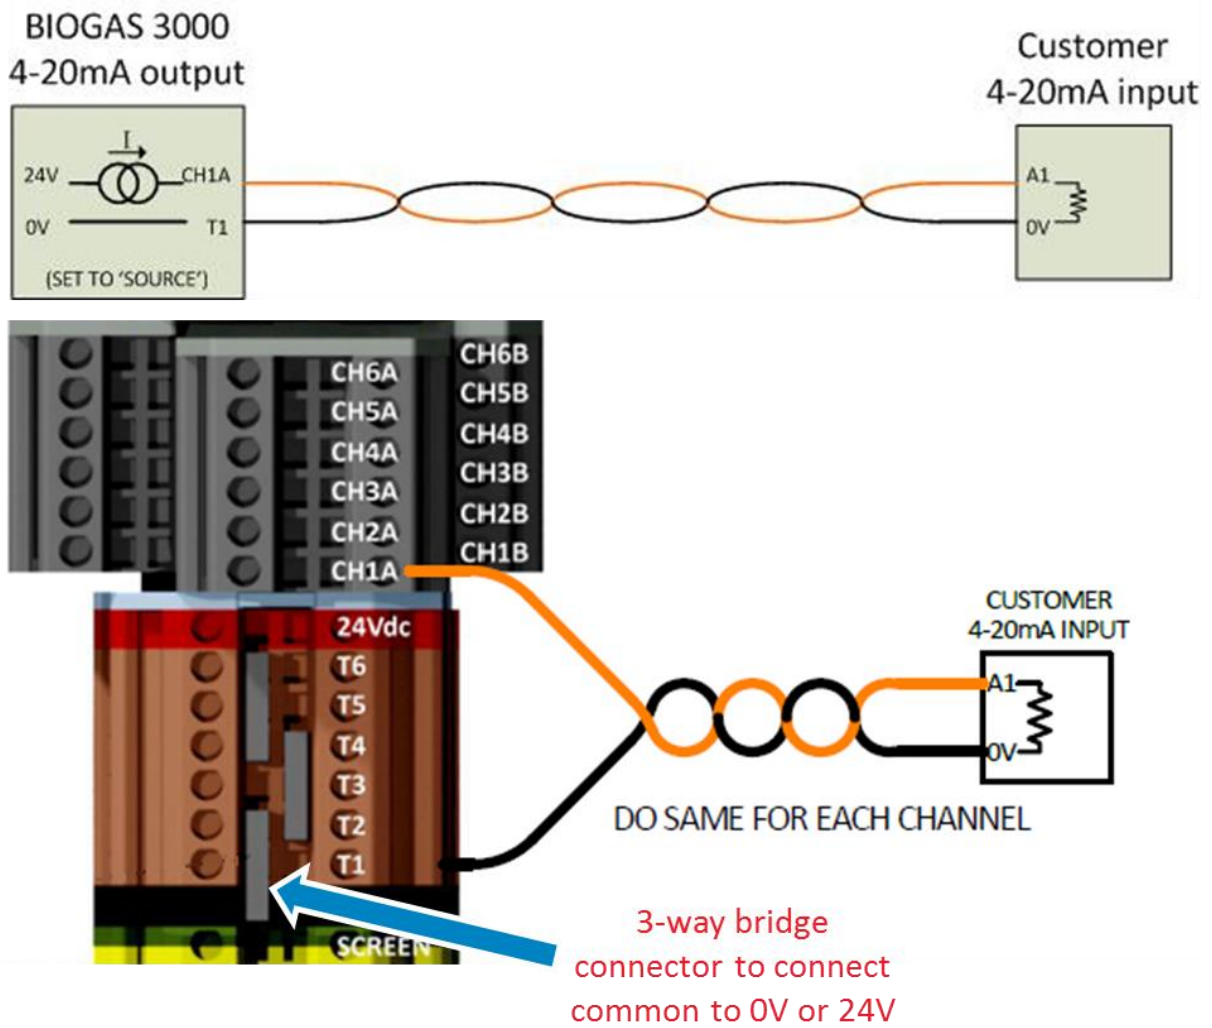 BIOGAS 3000
4-20mA output
Customer
4-20mA input
I
24V
CH1A
0V
T1
(SET TO ‘SOURCE’)
A1
0V
CH6A
CH5A
CH4A
CH3A
CH2A
CH1A
CH6B
CH5B
CH4B
CH3B
CH2B
CH1B
24Vdc
T6
T5
T4
T3
T2
T1
SCREEN
CUSTOMER
4-20mA INPUT
A1
0V
DO SAME FOR EACH CHANNEL
3-way bridge
connector to connect
common to 0V or 24V